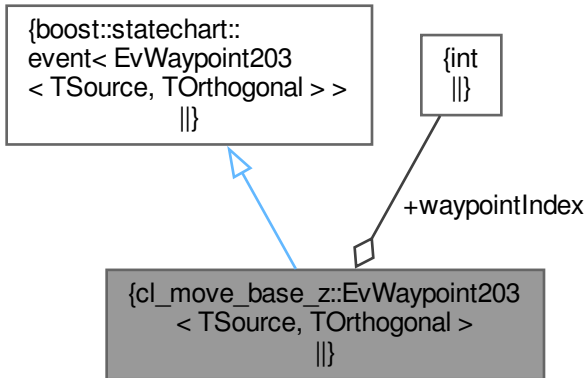 {boost::statechart::
event< EvWaypoint203
< TSource, TOrthogonal > >
||}
{int
||}
+waypointIndex
{cl_move_base_z::EvWaypoint203
< TSource, TOrthogonal >
||}